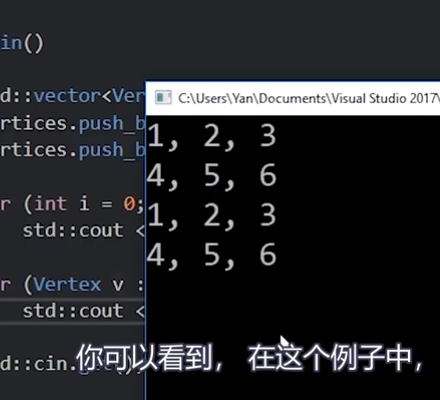 in()
C:\Users\Yan\Documents\Visual Studio 2017\
d::vector<Ver
rtices.push_b
rtices.push_b
1, 2, 3
4, 5, 6
1, 2, 3
4, 5, 6
r (int i = 0;
std::cout <
r (Vertex v :
std::cout <
d::cin.get();
你可以看到， 在这个例子中，